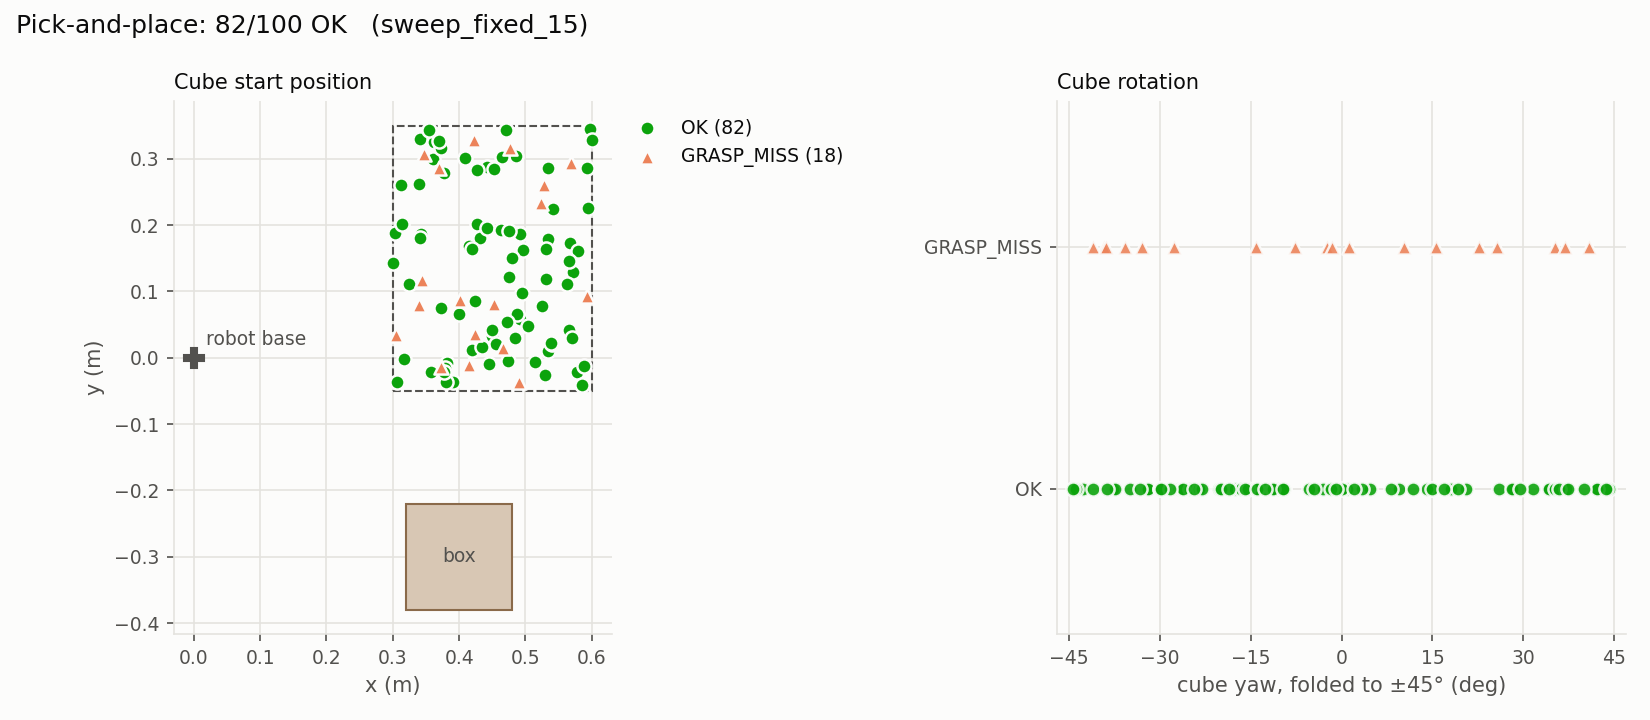 Pick-and-place: 82/100 OK (sweep_fixed_15)
Cube start position
OK (82)
GRASP_MISS (18)
0.3
0.2
0.1
0.0
−0.1
−0.2
−0.3
−0.4
y (m)
robot base
box
0.0 0.1 0.2 0.3 0.4 0.5 0.6
x (m)
Cube rotation
GRASP_MISS
OK
−45 −30 −15 0 15 30 45
cube yaw, folded to ±45° (deg)